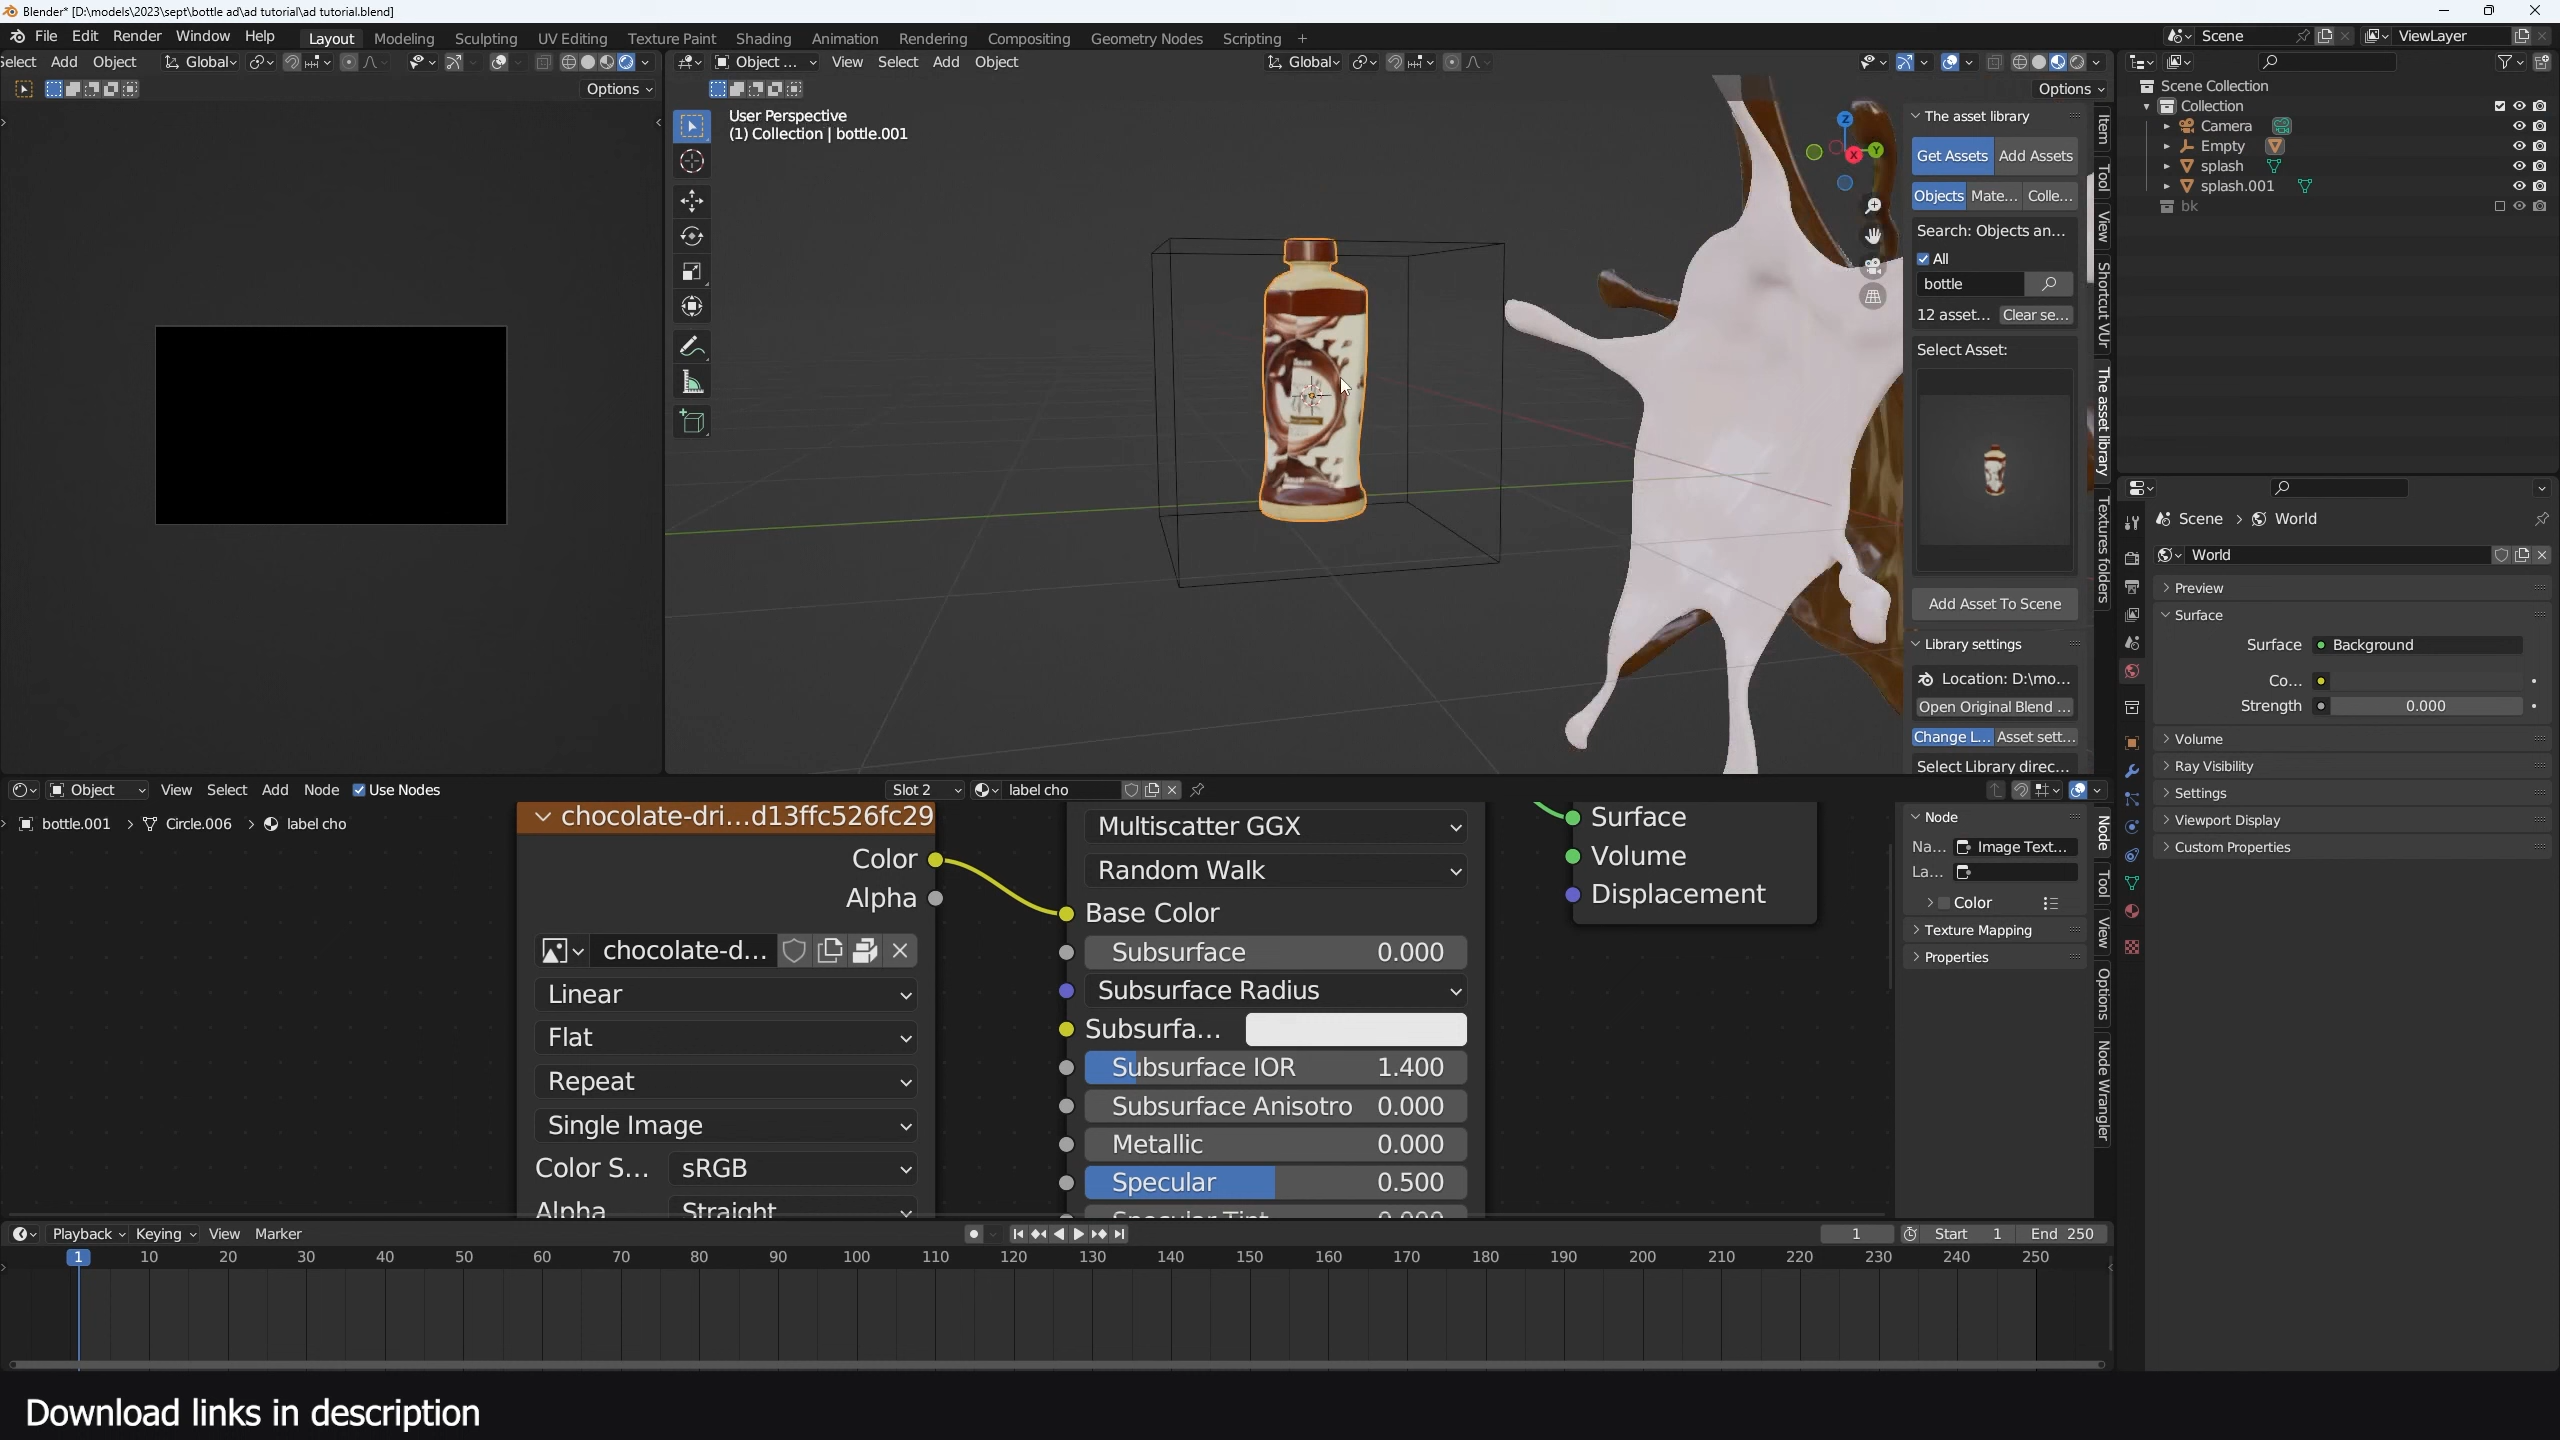 Blender* [D:\models\2023\sept\bottle ad\ad tutorial\ad tutorial.blend]
File Edit Render Window Help Layout Modeling Sculpting UV Editing Texture Paint Shading Animation Rendering Compositing Geometry Nodes Scripting + Scene ViewLayer
elect Add Object Global Object ... View Select Add Object Global
Options Options
User Perspective
(1) Collection | bottle.001
Z
X
Y
The asset library
Get Assets Add Assets
Objects Mate... Colle...
Search: Objects an...
All
bottle
12 asset... Clear se...
Select Asset:
Add Asset To Scene
Library settings
Location: D:\mo...
Open Original Blend ...
Change L... Asset sett...
Select Library direc...
Item
Tool
View
Shortcut VUr
The asset library
Textures folders
Scene Collection
Collection
Camera
Empty
splash
splash.001
bk
Scene > World
World
Preview
Surface
Surface Background
Co...
Strength 0.000
Volume
Ray Visibility
Settings
Viewport Display
Custom Properties
Object View Select Add Node Use Nodes Slot 2 label cho
bottle.001 > Circle.006 > label cho
chocolate-dri...d13ffc526fc29
Color
Alpha
chocolate-d...
Linear
Flat
Repeat
Single Image
Color S... sRGB
Alpha Straight
Multiscatter GGX
Random Walk
Base Color
Subsurface 0.000
Subsurface Radius
Subsurfa...
Subsurface IOR 1.400
Subsurface Anisotro 0.000
Metallic 0.000
Specular 0.500
Specular Tint 0.000
Surface
Volume
Displacement
Node
Na... Image Text...
La...
Color
Texture Mapping
Properties
Node
Tool
View
Options
Node Wrangler
Playback Keying View Marker 1 Start 1 End 250
1 10 20 30 40 50 60 70 80 90 100 110 120 130 140 150 160 170 180 190 200 210 220 230 240 250
Download links in description